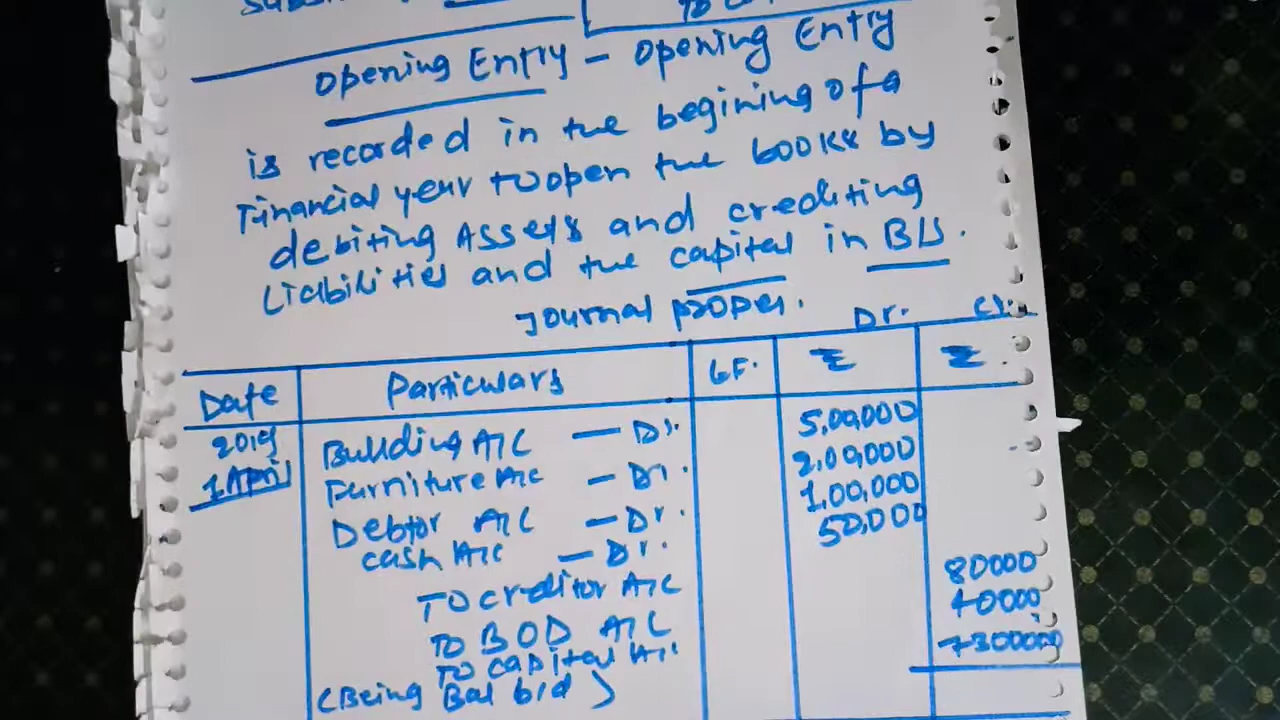 opening Entry - opening Entry
is recorded in the begining of a
Financial year to open the books by
debiting Assets and crediting
Liabilities and the capital in B/S.
Journal proper.
Dr. Cr.
Date Particulars L.F. ₹ ₹
2019 Building A/C — Dr. 5,00,000
1 April Furniture A/C — Dr. 2,00,000
Debtor A/C — Dr. 1,00,000
cash A/C — Dr. 50,000
To creditor A/C 80000
To BOD A/C 40000
To capital A/C 7300000
(Being Bal b/d)